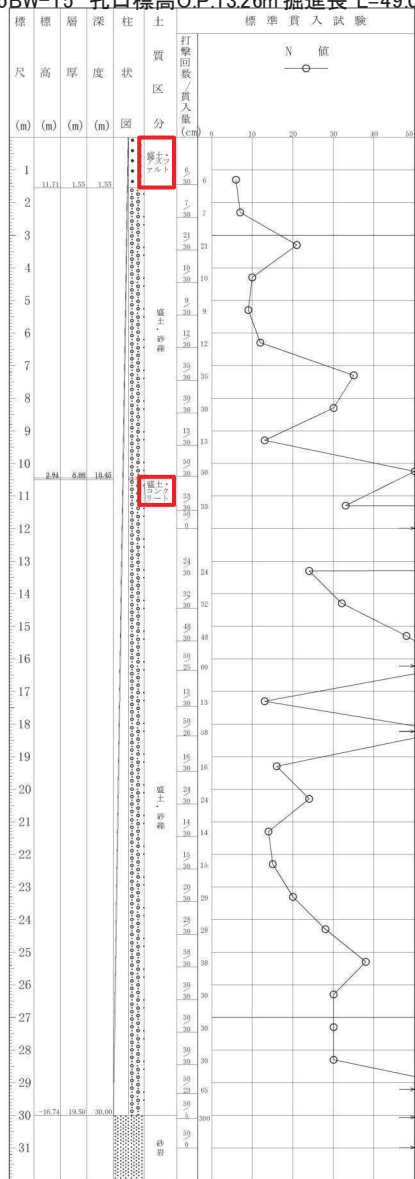 BW-15 孔口標高O.P.13.26m 掘進長 L=49.0
標尺 (m)
標高 (m)
層厚 (m)
深度 (m)
柱状図
土質区分
打撃回数/貫入量 (cm)
標準貫入試験
N 値
0 10 20 30 40 50
盛土・アスファルト
1 6/30 6
11.71 1.55 1.55
2 7/30 7
3 21/30 21
4 10/30 10
5 9/30 9
盛土・砂礫
6 12/30 12
7 35/30 35
8 30/30 30
9 13/30 13
10 50/30 50
10.45
盛土・コンクリート
11 33/30 33
12 50/0
13 24/30 24
14 32/30 32
15 48/30 48
16 50/25 60
17 13/30 13
18 50/26 58
19 16/30 16
20 24/30 24
盛土・砂礫
21 14/30 14
22 15/30 15
23 20/30 20
24 28/30 28
25 38/30 38
26 30
27 30
28 30
29 50/23 65
30 -16.74 19.50 30.00 50/5 300
31 砂岩 50/0